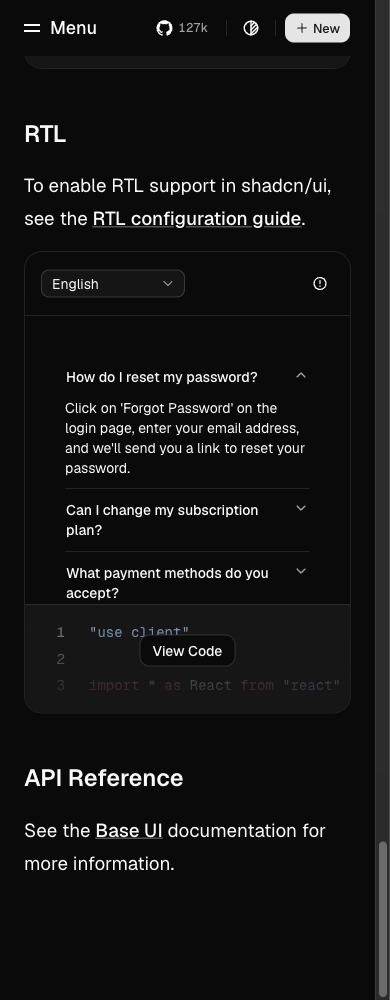 Menu 127k + New
RTL
To enable RTL support in shadcn/ui,
see the RTL configuration guide.
English
How do I reset my password?
Click on 'Forgot Password' on the
login page, enter your email address,
and we'll send you a link to reset your
password.
Can I change my subscription
plan?
What payment methods do you
accept?
1 "use client"
View Code
2
3 import * as React from "react"
API Reference
See the Base UI documentation for
more information.